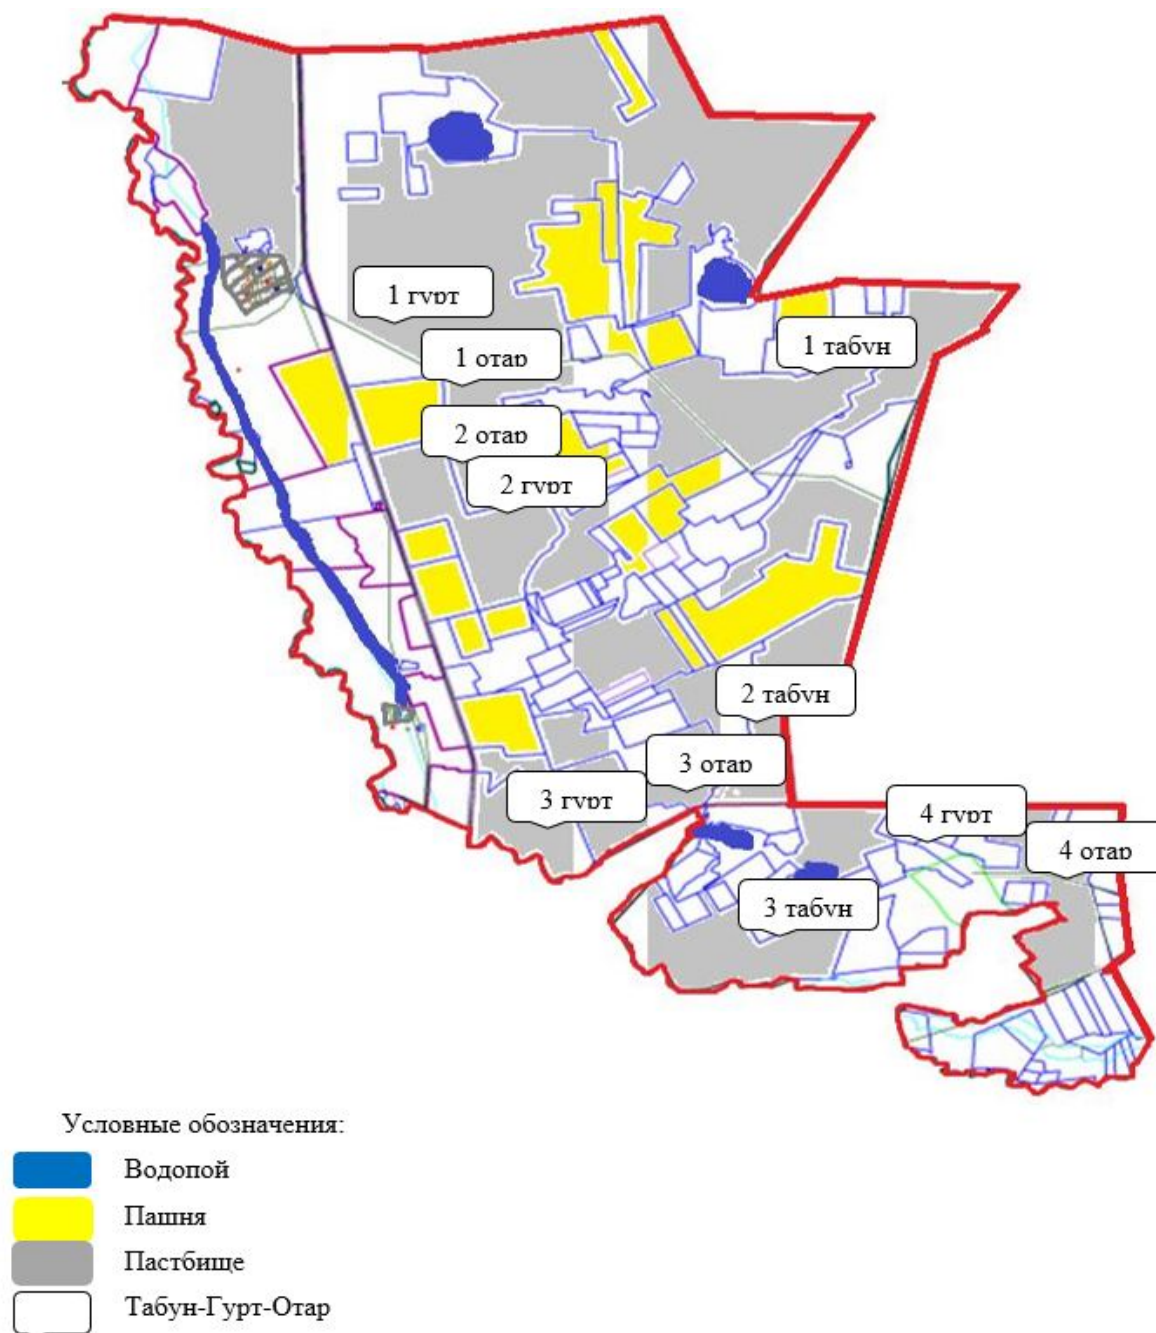 1 гурт
1 отар
1 табун
2 отар
2 гурт
2 табун
3 отар
3 гурт
4 гурт
4 отар
3 табун
Условные обозначения:
Водопой
Пашня
Пастбище
Табун-Гурт-Отар